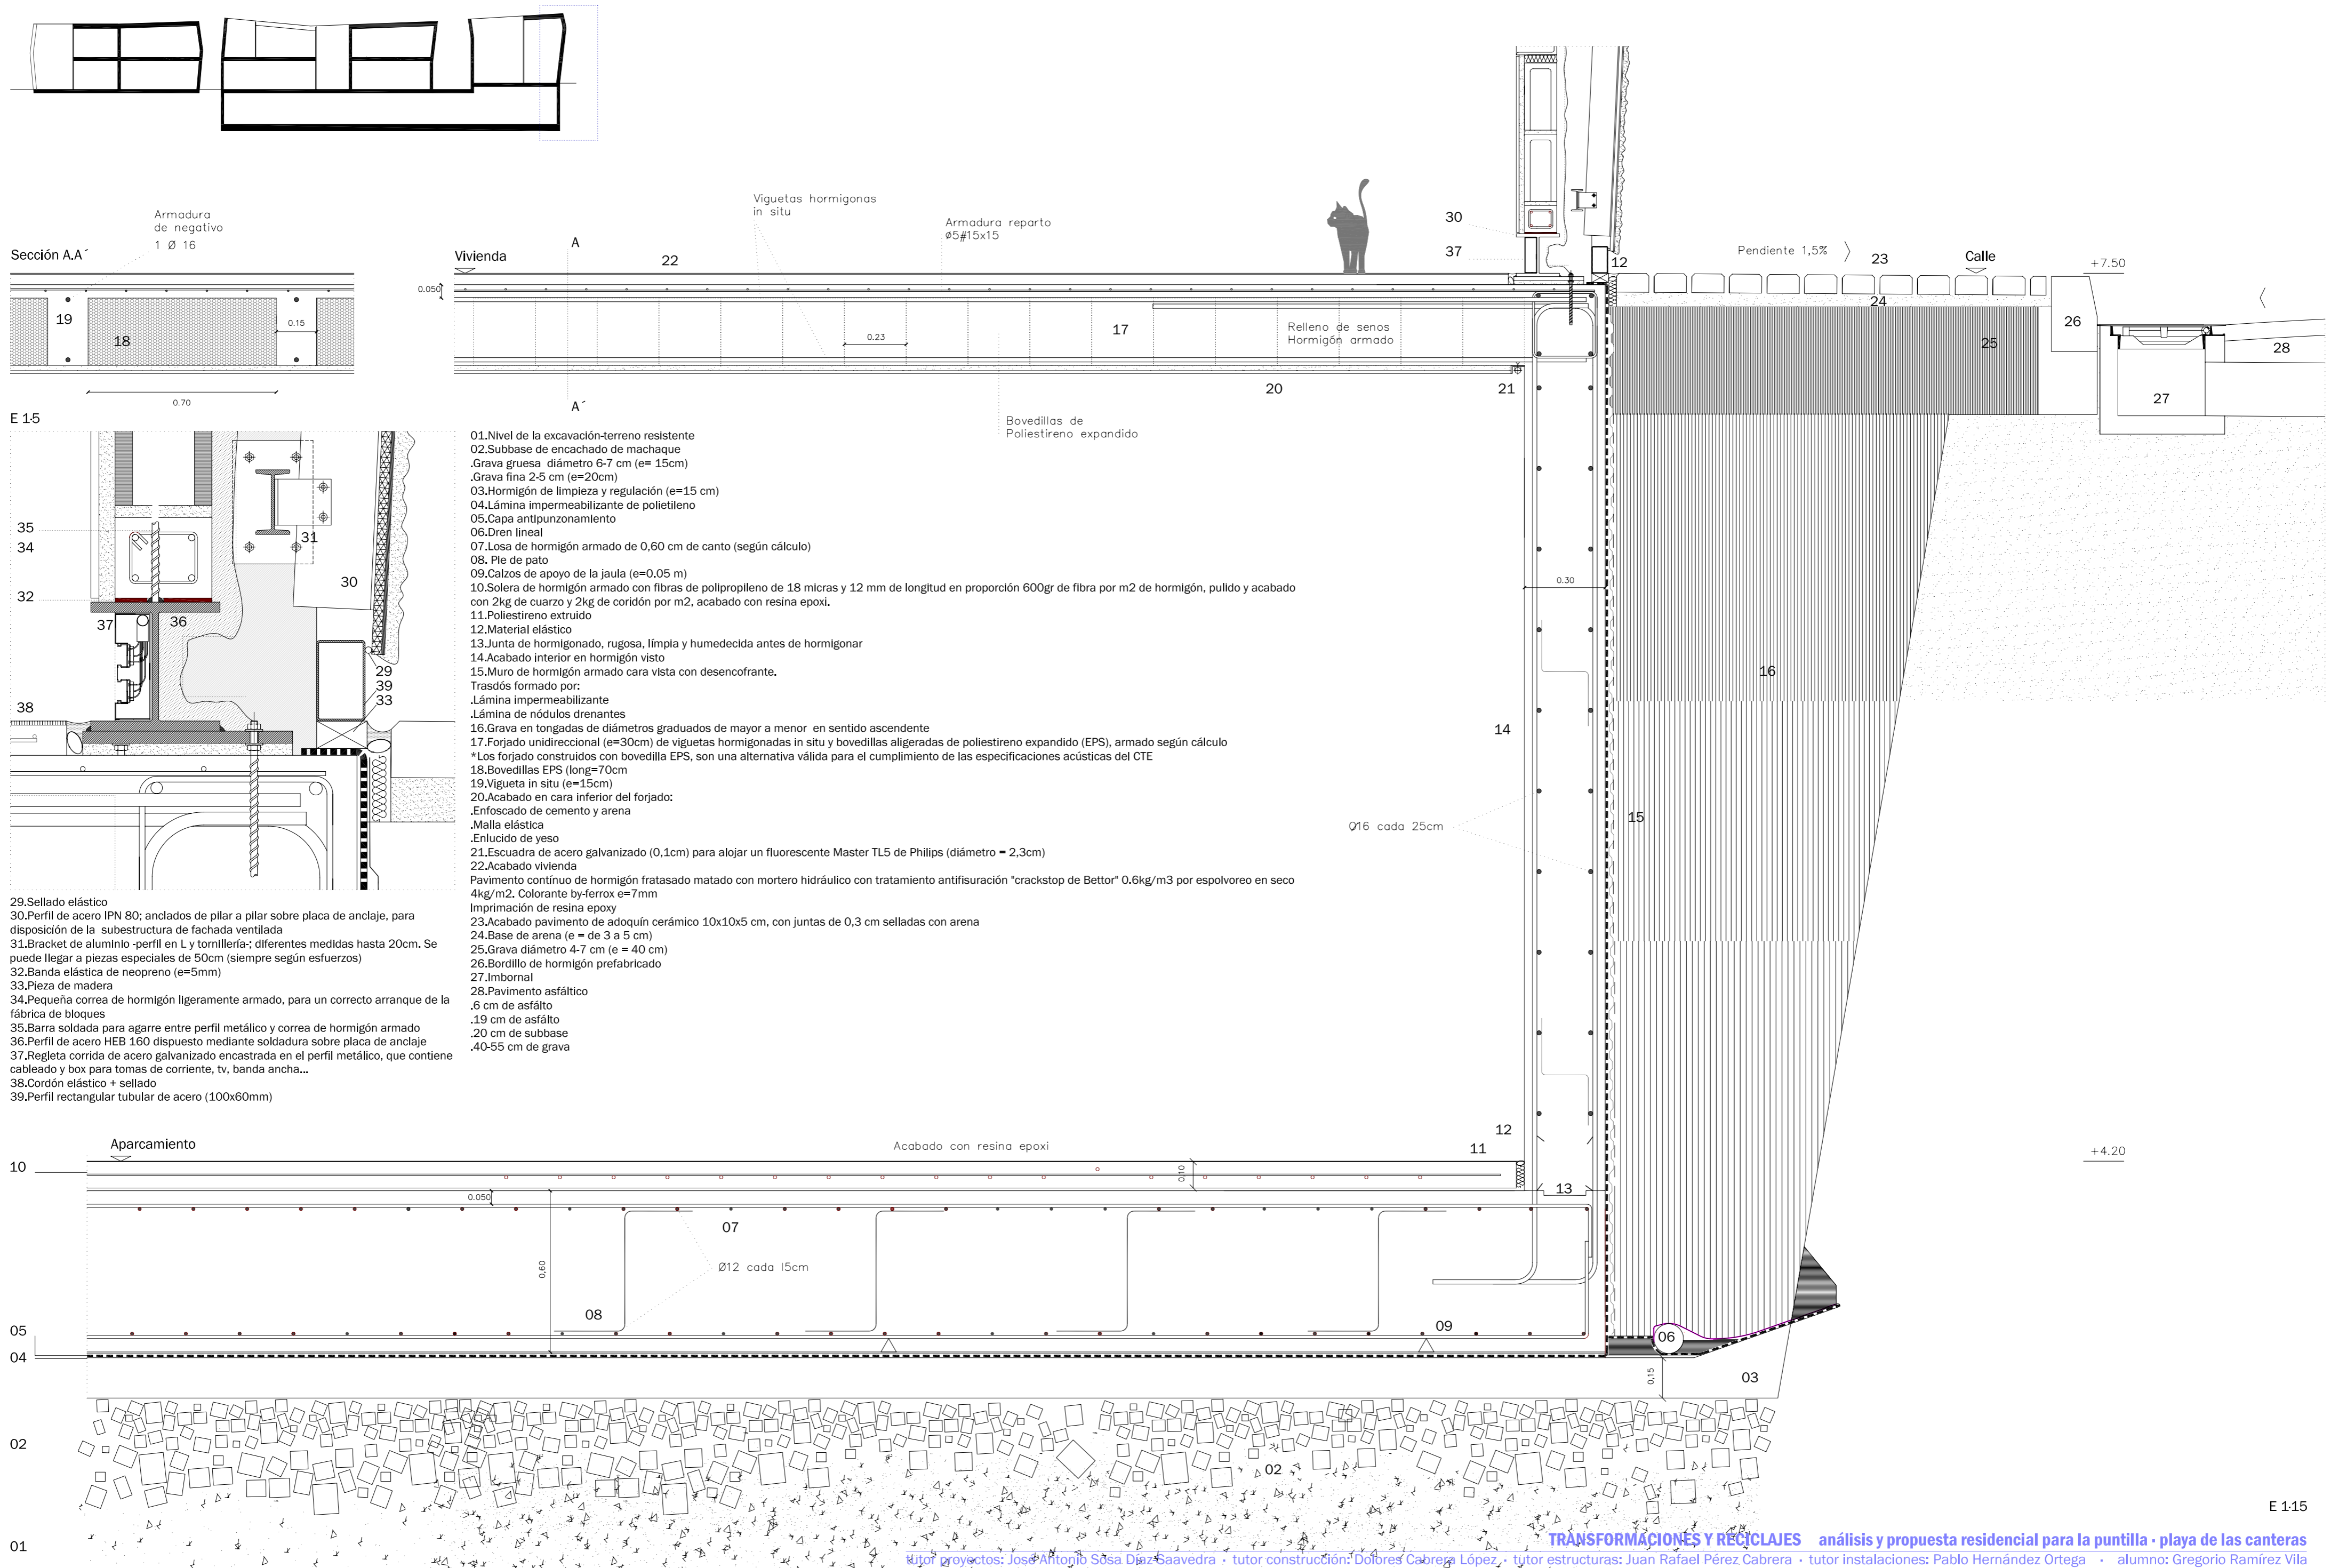 Armadura
de negativo
1 Ø 16
Sección A.A´
19
18
0.15
0.70
E 1·5
Viguetas hormigonas
in situ
Armadura reparto
ø5#15x15
A
Vivienda
22
0.050
0.23
17
Relleno de senos
Hormigón armado
20
21
A´
Bovedillas de
Poliestireno expandido
30
37
12
Pendiente 1,5%
23
Calle
+7.50
24
25
26
27
28
35
34
32
37
36
31
30
29
39
33
38
01.Nivel de la excavación-terreno resistente
02.Subbase de encachado de machaque
.Grava gruesa diámetro 6-7 cm (e= 15cm)
.Grava fina 2-5 cm (e=20cm)
03.Hormigón de limpieza y regulación (e=15 cm)
04.Lámina impermeabilizante de polietileno
05.Capa antipunzonamiento
06.Dren lineal
07.Losa de hormigón armado de 0,60 cm de canto (según cálculo)
08. Pie de pato
09.Calzos de apoyo de la jaula (e=0.05 m)
10.Solera de hormigón armado con fibras de polipropileno de 18 micras y 12 mm de longitud en proporción 600gr de fibra por m2 de hormigón, pulido y acabado
con 2kg de cuarzo y 2kg de coridón por m2, acabado con resina epoxi.
11.Poliestireno extruido
12.Material elástico
13.Junta de hormigonado, rugosa, límpia y humedecida antes de hormigonar
14.Acabado interior en hormigón visto
15.Muro de hormigón armado cara vista con desencofrante.
Trasdós formado por:
.Lámina impermeabilizante
.Lámina de nódulos drenantes
16.Grava en tongadas de diámetros graduados de mayor a menor en sentido ascendente
17.Forjado unidireccional (e=30cm) de viguetas hormigonadas in situ y bovedillas aligeradas de poliestireno expandido (EPS), armado según cálculo
*Los forjado construidos con bovedilla EPS, son una alternativa válida para el cumplimiento de las especificaciones acústicas del CTE
18.Bovedillas EPS (long=70cm
19.Vigueta in situ (e=15cm)
20.Acabado en cara inferior del forjado:
.Enfoscado de cemento y arena
.Malla elástica
.Enlucido de yeso
21.Escuadra de acero galvanizado (0,1cm) para alojar un fluorescente Master TL5 de Philips (diámetro = 2,3cm)
22.Acabado vivienda
Pavimento contínuo de hormigón fratasado matado con mortero hidráulico con tratamiento antifisuración "crackstop de Bettor" 0.6kg/m3 por espolvoreo en seco
4kg/m2. Colorante by-ferrox e=7mm
Imprimación de resina epoxy
23.Acabado pavimento de adoquín cerámico 10x10x5 cm, con juntas de 0,3 cm selladas con arena
24.Base de arena (e = de 3 a 5 cm)
25.Grava diámetro 4-7 cm (e = 40 cm)
26.Bordillo de hormigón prefabricado
27.Imbornal
28.Pavimento asfáltico
.6 cm de asfálto
.19 cm de asfálto
.20 cm de subbase
.40-55 cm de grava
29.Sellado elástico
30.Perfil de acero IPN 80; anclados de pilar a pilar sobre placa de anclaje, para
disposición de la subestructura de fachada ventilada
31.Bracket de aluminio -perfil en L y tornillería-; diferentes medidas hasta 20cm. Se
puede llegar a piezas especiales de 50cm (siempre según esfuerzos)
32.Banda elástica de neopreno (e=5mm)
33.Pieza de madera
34.Pequeña correa de hormigón ligeramente armado, para un correcto arranque de la
fábrica de bloques
35.Barra soldada para agarre entre perfil metálico y correa de hormigón armado
36.Perfil de acero HEB 160 dispuesto mediante soldadura sobre placa de anclaje
37.Regleta corrida de acero galvanizado encastrada en el perfil metálico, que contiene
cableado y box para tomas de corriente, tv, banda ancha...
38.Cordón elástico + sellado
39.Perfil rectangular tubular de acero (100x60mm)
0.30
16
14
15
Ø16 cada 25cm
Aparcamiento
Acabado con resina epoxi
12
11
10
0.10
+4.20
0.050
13
07
0,60
Ø12 cada 15cm
08
09
05
04
06
0,15
03
02
02
01
E 1·15
TRANSFORMACIONES Y RECICLAJES análisis y propuesta residencial para la puntilla · playa de las canteras
tutor proyectos: José Antonio Sosa Díaz-Saavedra · tutor construcción: Dolores Cabrera López · tutor estructuras: Juan Rafael Pérez Cabrera · tutor instalaciones: Pablo Hernández Ortega · alumno: Gregorio Ramírez Vila